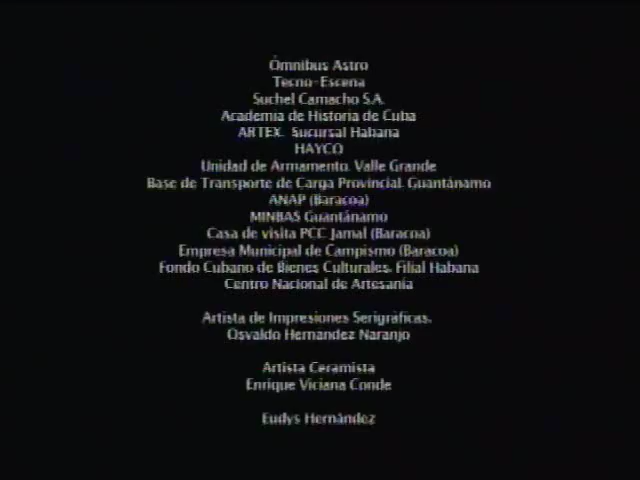 Ómnibus Astro
Tecno-Escena
Suchel Camacho S.A.
Academia de Historia de Cuba
ARTEX. Sucursal Habana
HAYCO
Unidad de Armamento. Valle Grande
Base de Transporte de Carga Provincial. Guantánamo
ANAP (Baracoa)
MINBAS Guantánamo
Casa de visita PCC Jamal (Baracoa)
Empresa Municipal de Campismo (Baracoa)
Fondo Cubano de Bienes Culturales. Filial Habana
Centro Nacional de Artesanía
Artista de Impresiones Serigráficas.
Osvaldo Hernandez Naranjo
Artista Ceramista
Enrique Viciana Conde
Eudys Hernández